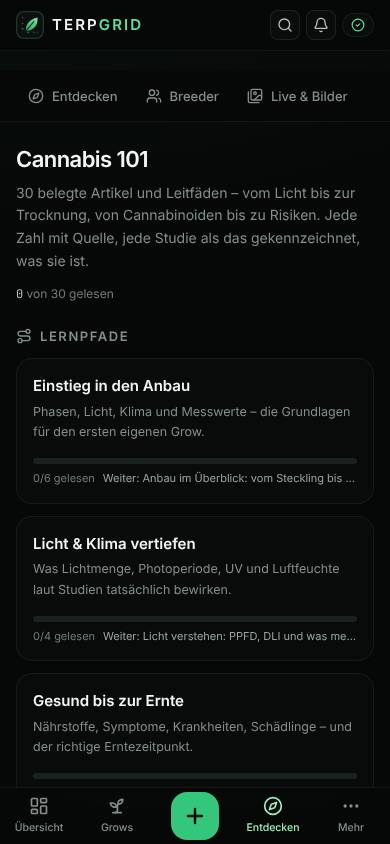 TERPGRID
Entdecken
Breeder
Live & Bilder
Cannabis 101
30 belegte Artikel und Leitfäden – vom Licht bis zur
Trocknung, von Cannabinoiden bis zu Risiken. Jede
Zahl mit Quelle, jede Studie als das gekennzeichnet,
was sie ist.
0 von 30 gelesen
LERNPFADE
Einstieg in den Anbau
Phasen, Licht, Klima und Messwerte – die Grundlagen
für den ersten eigenen Grow.
0/6 gelesen Weiter: Anbau im Überblick: vom Steckling bis ...
Licht & Klima vertiefen
Was Lichtmenge, Photoperiode, UV und Luftfeuchte
laut Studien tatsächlich bewirken.
0/4 gelesen Weiter: Licht verstehen: PPFD, DLI und was me...
Gesund bis zur Ernte
Nährstoffe, Symptome, Krankheiten, Schädlinge – und
der richtige Erntezeitpunkt.
Übersicht
Grows
Entdecken
Mehr